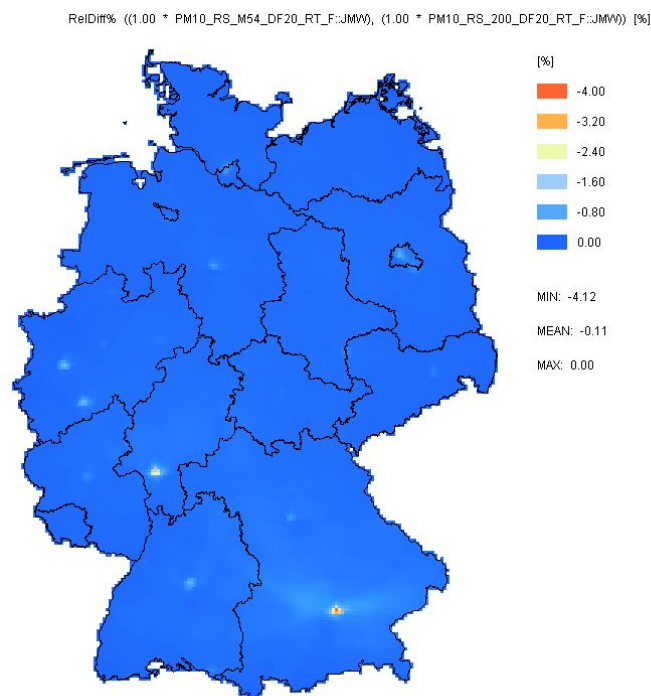 RelDiff% ((1.00 * PM10_RS_M54_DF20_RT_F::JMW), (1.00 * PM10_RS_200_DF20_RT_F::JMW)) [%]
[%]
-4.00
-3.20
-2.40
-1.60
-0.80
0.00
MIN: -4.12
MEAN: -0.11
MAX: 0.00